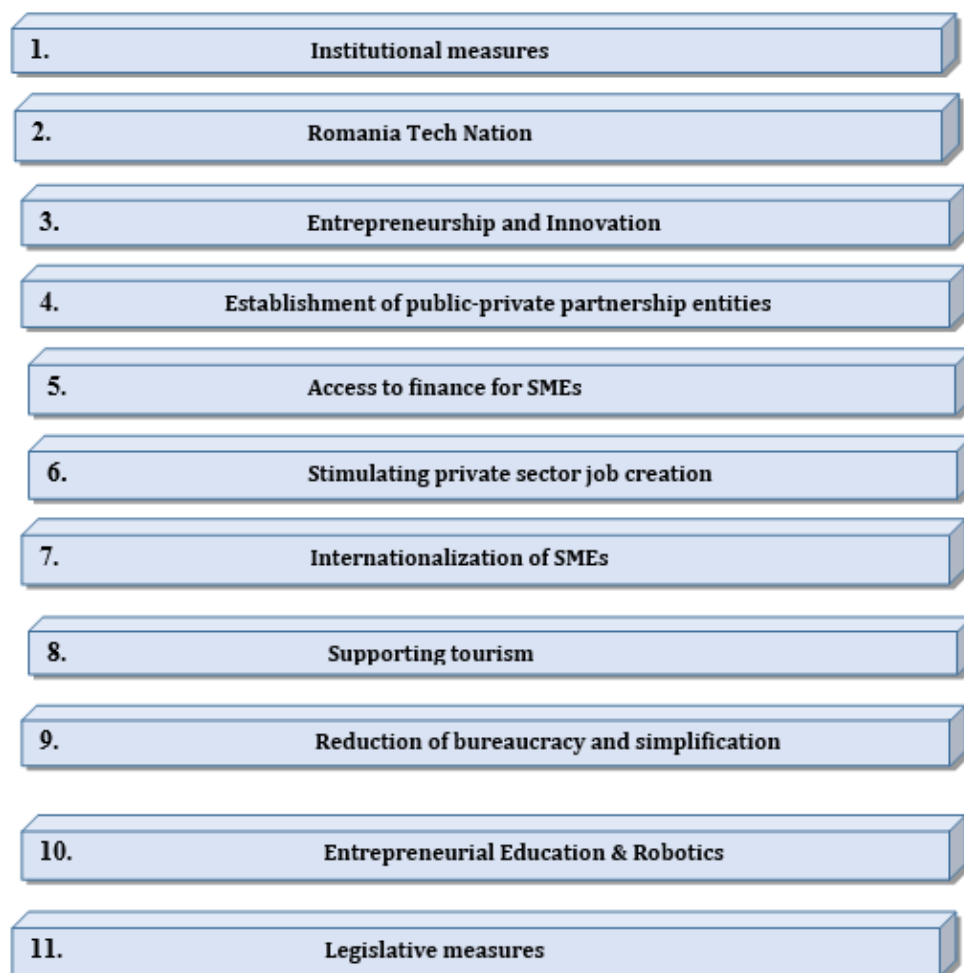 1. Institutional measures
2. Romania Tech Nation
3. Entrepreneurship and Innovation
4. Establishment of public-private partnership entities
5. Access to finance for SMEs
6. Stimulating private sector job creation
7. Internationalization of SMEs
8. Supporting tourism
9. Reduction of bureaucracy and simplification
10. Entrepreneurial Education & Robotics
11. Legislative measures